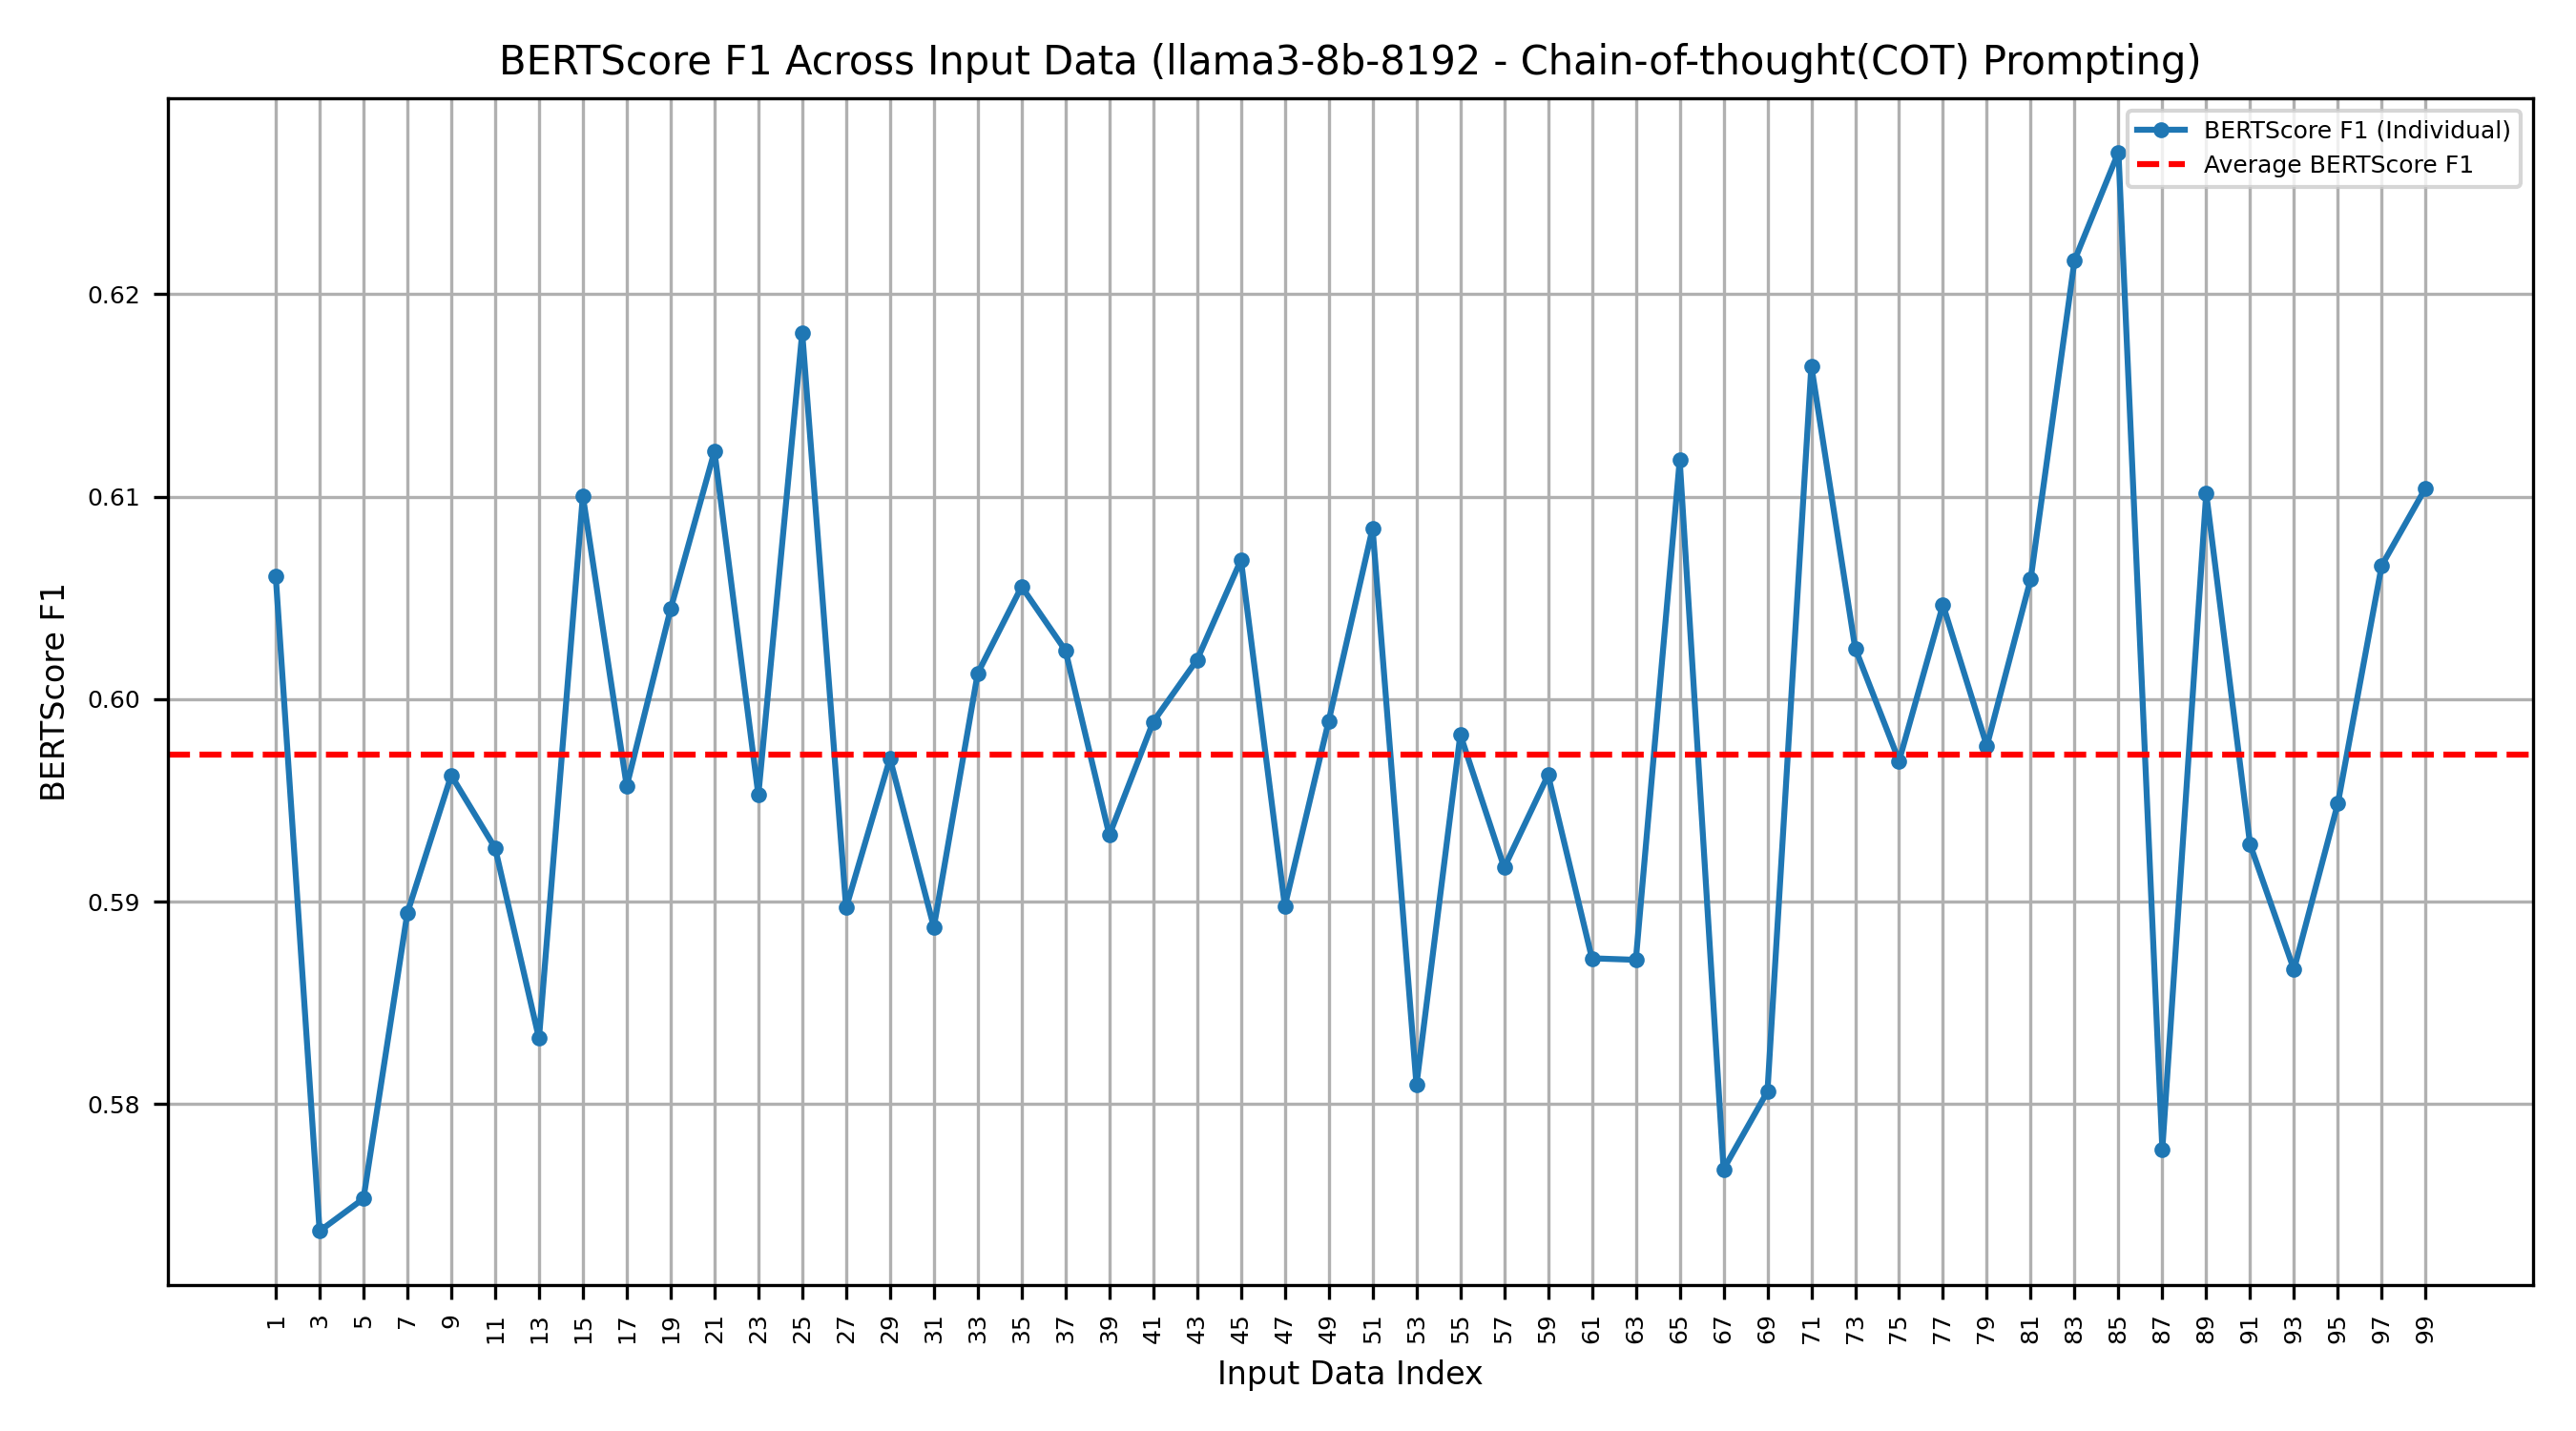 BERTScore F1 Across Input Data (llama3-8b-8192 - Chain-of-thought(COT) Prompting)
BERTScore F1 (Individual)
Average BERTScore F1
BERTScore F1
0.62
0.61
0.60
0.59
0.58
1 3 5 7 9 11 13 15 17 19 21 23 25 27 29 31 33 35 37 39 41 43 45 47 49 51 53 55 57 59 61 63 65 67 69 71 73 75 77 79 81 83 85 87 89 91 93 95 97 99
Input Data Index